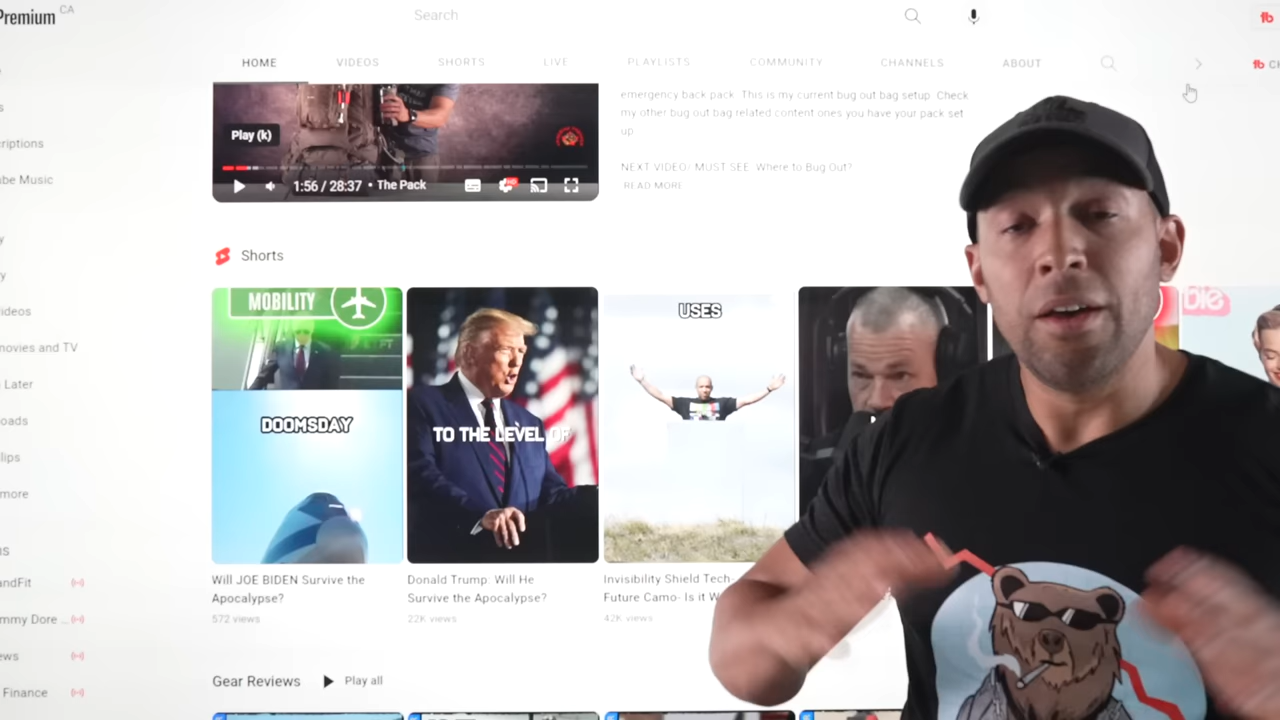 Premium CA
Search
HOME VIDEOS SHORTS LIVE PLAYLISTS COMMUNITY CHANNELS ABOUT
emergency back pack. This is my current bug out bag setup. Check
my other bug out bag related content ones you have your pack set
up.
NEXT VIDEO/ MUST SEE: Where to Bug Out?
READ MORE
Play (k)
1:56 / 28:37 • The Pack
Shorts
MOBILITY
DOOMSDAY
TO THE LEVEL OF
USES
ble
Will JOE BIDEN Survive the
Apocalypse?
572 views
Donald Trump: Will He
Survive the Apocalypse?
22K views
Invisibility Shield Tech-
Future Camo- Is it W
42K views
Gear Reviews
Play all
criptions
be Music
y
y
ideos
movies and TV
Later
oads
lips
more
ns
andFit
mmy Dore ...
ews
Finance